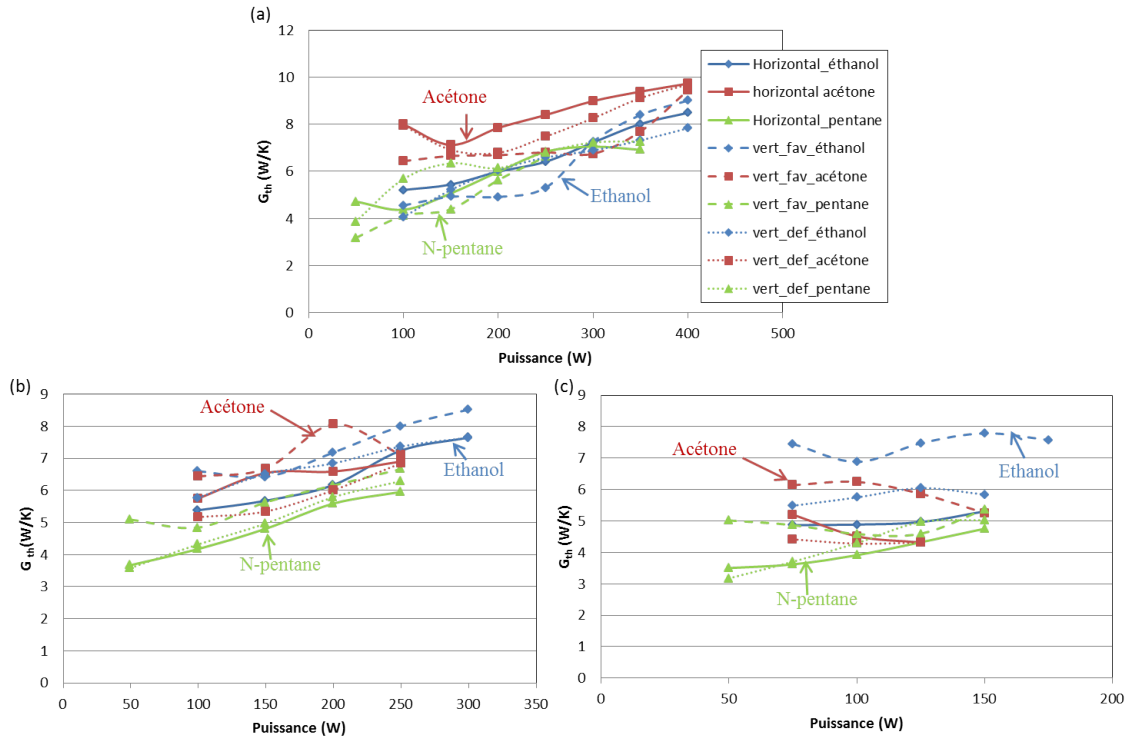 (a)
12
10
8
6
4
2
0
G_th (W/K)
0 100 200 300 400 500
Puissance (W)
Acétone
Ethanol
N-pentane
Horizontal_éthanol
horizontal acétone
Horizontal_pentane
vert_fav_éthanol
vert_fav_acétone
vert_fav_pentane
vert_def_éthanol
vert_def_acétone
vert_def_pentane
(b)
9
8
7
6
5
4
3
2
1
0
G th (W/K)
0 50 100 150 200 250 300 350
Puissance (W)
Acétone
Ethanol
N-pentane
(c)
9
8
7
6
5
4
3
2
1
0
G_th (W/K)
0 50 100 150 200
Puissance (W)
Acétone
Ethanol
N-pentane